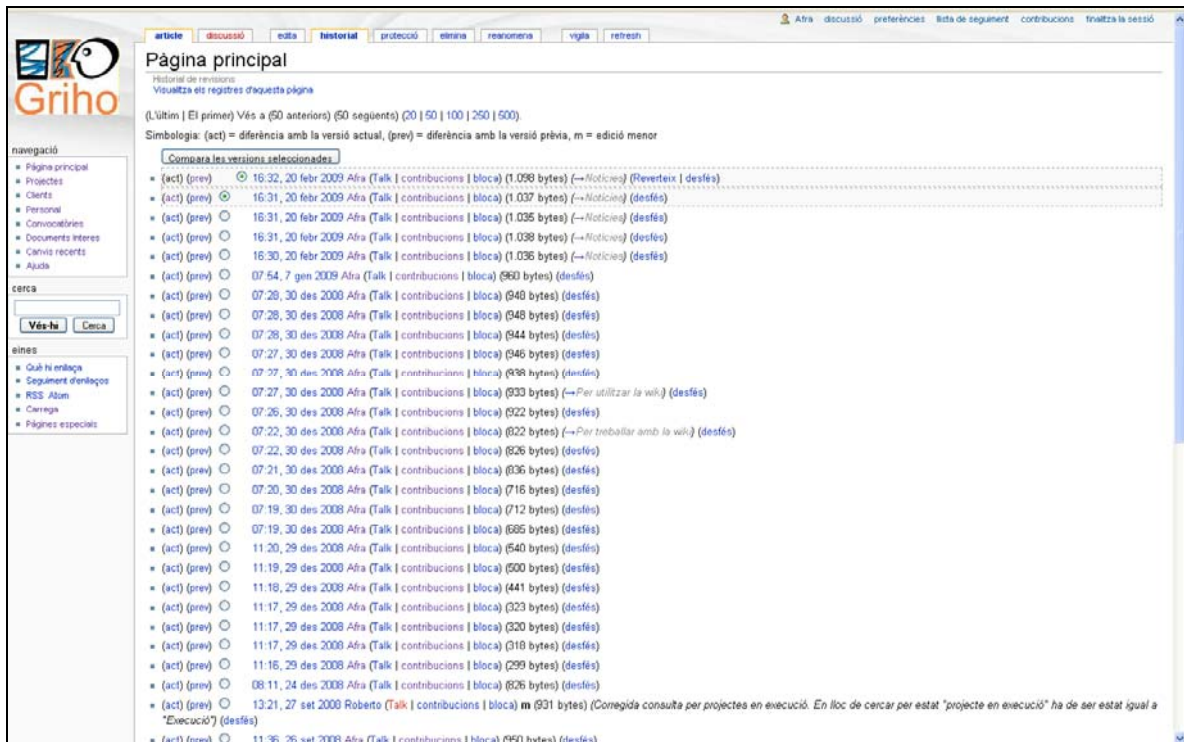 Afra discussió preferències llista de seguiment contribucions finalitza la sessió
article discussió edita historial protecció elimina reanomena vigila refresh
Griho
Pàgina principal
Historial de revisions
Visualitza els registres d'aquesta pàgina
(L'últim | El primer) Vés a (50 anteriors) (50 següents) (20 | 50 | 100 | 250 | 500).
Simbologia: (act) = diferència amb la versió actual, (prev) = diferència amb la versió prèvia, m = edició menor
navegació
Pàgina principal
Projectes
Clients
Personal
Convocatòries
Documents Interes
Canvis recents
Ajuda
cerca
Vés-hi Cerca
eines
Què hi enllaça
Seguiment d'enllaços
RSS Atom
Carrega
Pàgines especials
Compara les versions seleccionades
(act) (prev) 16:32, 20 febr 2009 Afra (Talk | contribucions | bloca) (1.098 bytes) (→Notícies) (Reverteix | desfés)
(act) (prev) 16:31, 20 febr 2009 Afra (Talk | contribucions | bloca) (1.037 bytes) (→Notícies) (desfés)
(act) (prev) 16:31, 20 febr 2009 Afra (Talk | contribucions | bloca) (1.035 bytes) (→Notícies) (desfés)
(act) (prev) 16:31, 20 febr 2009 Afra (Talk | contribucions | bloca) (1.038 bytes) (→Notícies) (desfés)
(act) (prev) 16:30, 20 febr 2009 Afra (Talk | contribucions | bloca) (1.036 bytes) (→Notícies) (desfés)
(act) (prev) 07:54, 7 gen 2009 Afra (Talk | contribucions | bloca) (960 bytes) (desfés)
(act) (prev) 07:28, 30 des 2008 Afra (Talk | contribucions | bloca) (948 bytes) (desfés)
(act) (prev) 07:28, 30 des 2008 Afra (Talk | contribucions | bloca) (948 bytes) (desfés)
(act) (prev) 07:28, 30 des 2008 Afra (Talk | contribucions | bloca) (944 bytes) (desfés)
(act) (prev) 07:27, 30 des 2008 Afra (Talk | contribucions | bloca) (946 bytes) (desfés)
(act) (prev) 07:27, 30 des 2008 Afra (Talk | contribucions | bloca) (938 bytes) (desfés)
(act) (prev) 07:27, 30 des 2008 Afra (Talk | contribucions | bloca) (933 bytes) (→Per utilitzar la wiki) (desfés)
(act) (prev) 07:26, 30 des 2008 Afra (Talk | contribucions | bloca) (922 bytes) (desfés)
(act) (prev) 07:22, 30 des 2008 Afra (Talk | contribucions | bloca) (822 bytes) (→Per treballar amb la wiki) (desfés)
(act) (prev) 07:22, 30 des 2008 Afra (Talk | contribucions | bloca) (826 bytes) (desfés)
(act) (prev) 07:21, 30 des 2008 Afra (Talk | contribucions | bloca) (836 bytes) (desfés)
(act) (prev) 07:20, 30 des 2008 Afra (Talk | contribucions | bloca) (716 bytes) (desfés)
(act) (prev) 07:19, 30 des 2008 Afra (Talk | contribucions | bloca) (712 bytes) (desfés)
(act) (prev) 07:19, 30 des 2008 Afra (Talk | contribucions | bloca) (685 bytes) (desfés)
(act) (prev) 11:20, 29 des 2008 Afra (Talk | contribucions | bloca) (540 bytes) (desfés)
(act) (prev) 11:19, 29 des 2008 Afra (Talk | contribucions | bloca) (500 bytes) (desfés)
(act) (prev) 11:18, 29 des 2008 Afra (Talk | contribucions | bloca) (441 bytes) (desfés)
(act) (prev) 11:17, 29 des 2008 Afra (Talk | contribucions | bloca) (323 bytes) (desfés)
(act) (prev) 11:17, 29 des 2008 Afra (Talk | contribucions | bloca) (320 bytes) (desfés)
(act) (prev) 11:17, 29 des 2008 Afra (Talk | contribucions | bloca) (318 bytes) (desfés)
(act) (prev) 11:16, 29 des 2008 Afra (Talk | contribucions | bloca) (299 bytes) (desfés)
(act) (prev) 08:11, 24 des 2008 Afra (Talk | contribucions | bloca) (826 bytes) (desfés)
(act) (prev) 13:21, 27 set 2008 Roberto (Talk | contribucions | bloca) m (931 bytes) (Corregida consulta per projectes en execució. En lloc de cercar per estat "projecte en execució" ha de ser estat igual a
"Execució") (desfés)
(act) (prev) 11:36, 26 set 2008 Afra (Talk | contribucions | bloca) (950 bytes) (desfés)